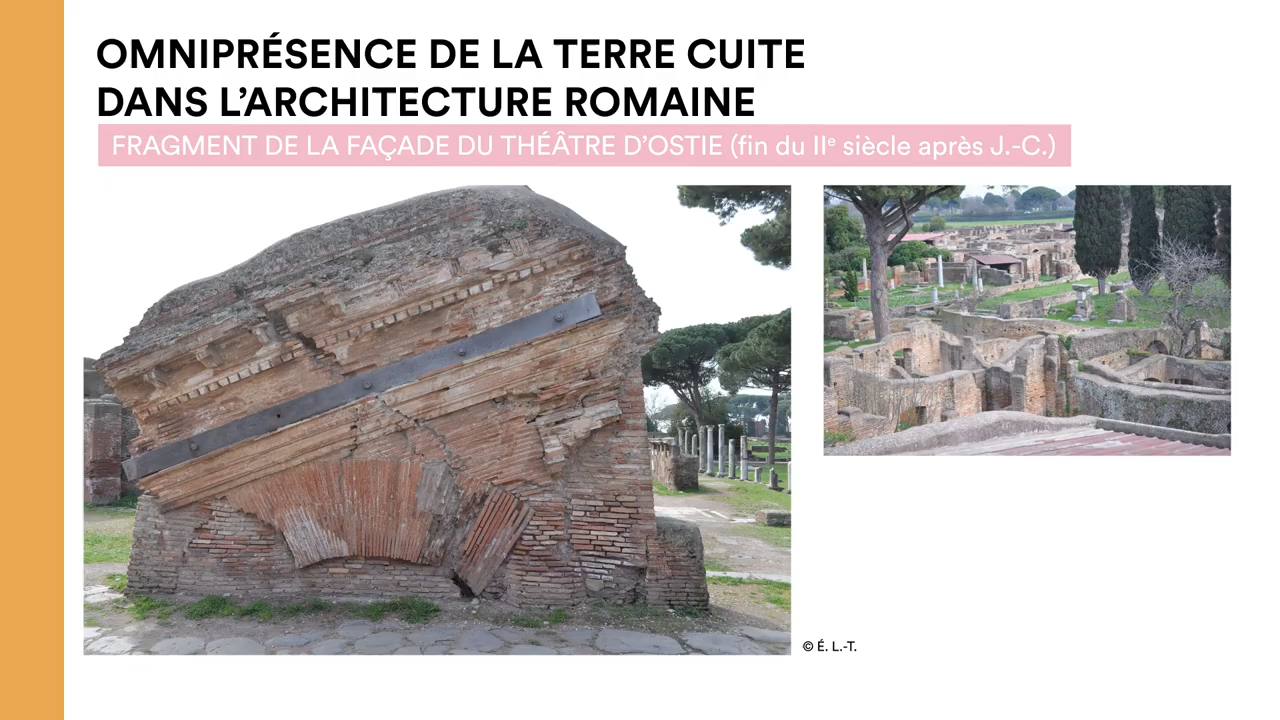 OMNIPRÉSENCE DE LA TERRE CUITE
DANS L’ARCHITECTURE ROMAINE
FRAGMENT DE LA FAÇADE DU THÉÂTRE D’OSTIE (fin du IIᵉ siècle après J.-C.)
© É. L.-T.